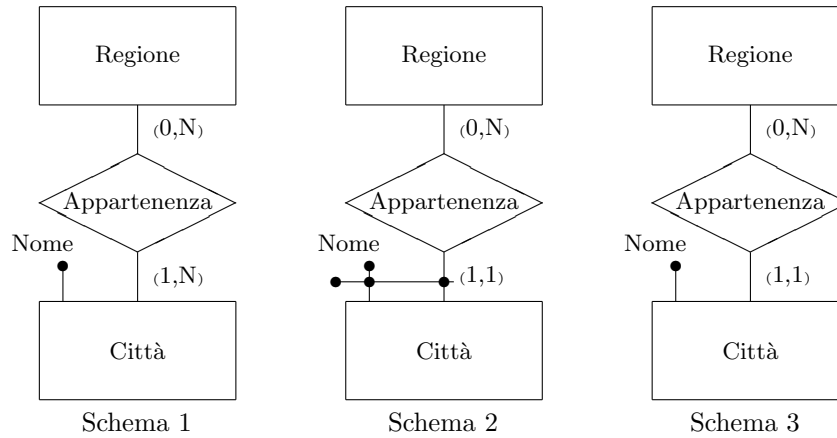 Regione
(0,N)
Appartenenza
Nome
(1,N)
Città
Schema 1
Regione
(0,N)
Appartenenza
Nome
(1,1)
Città
Schema 2
Regione
(0,N)
Appartenenza
Nome
(1,1)
Città
Schema 3